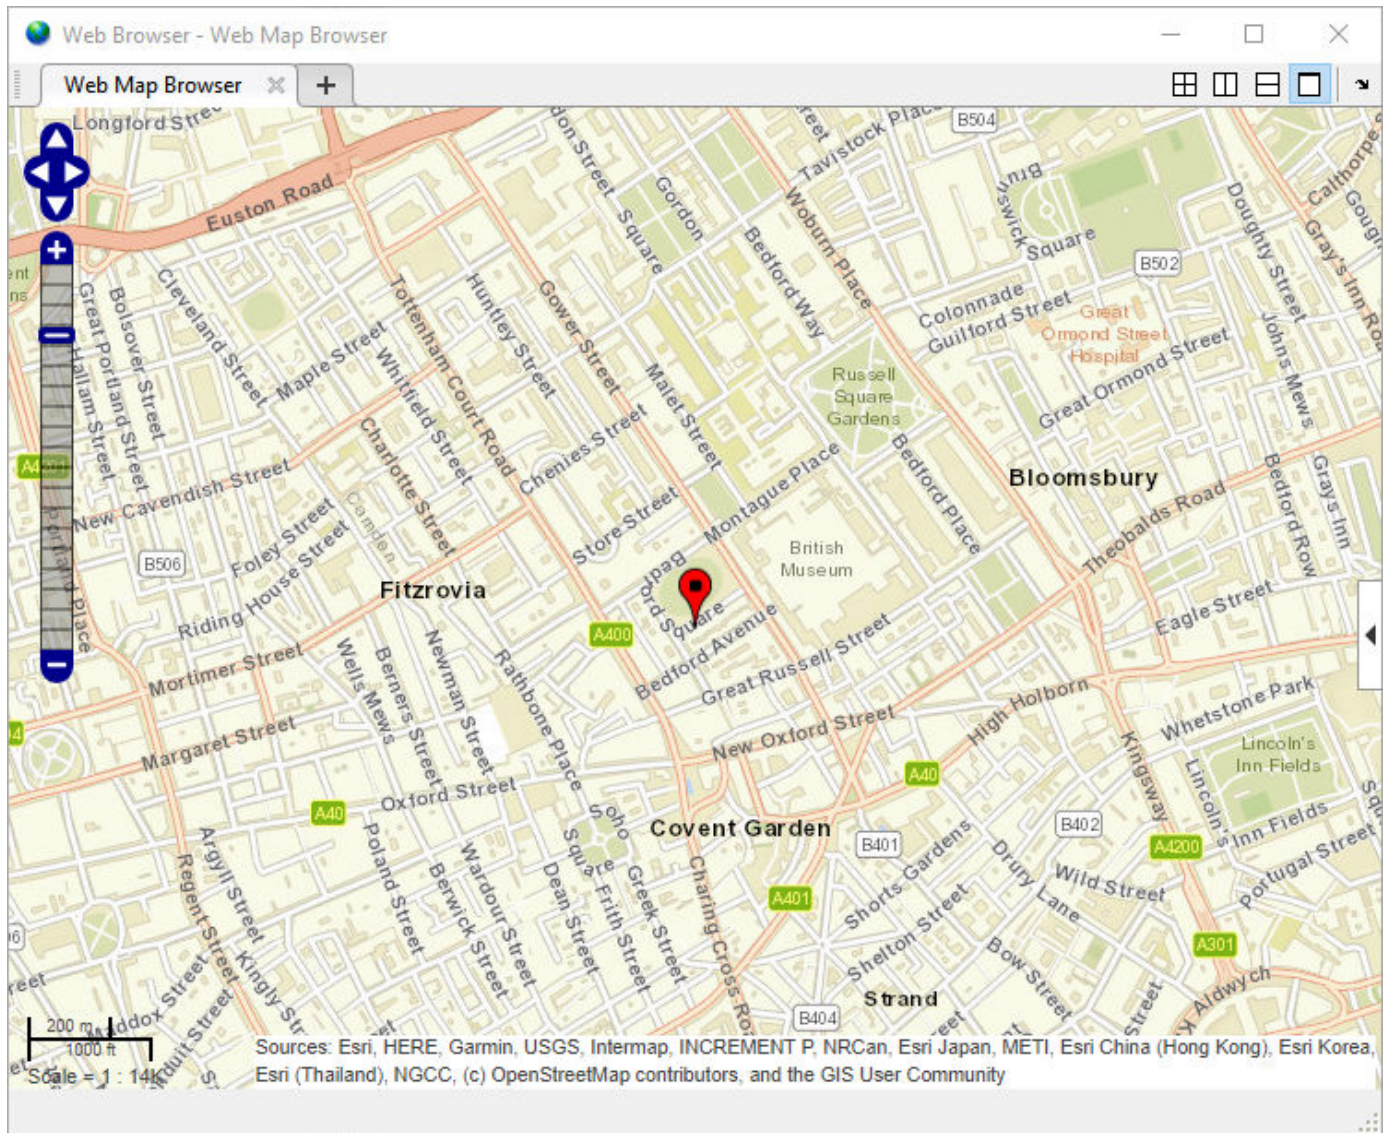 Web Browser - Web Map Browser
Web Map Browser
Longford Stree
Tavistock Place
B504
Calthorpe S
Gough
Brunswick Square
Doughty Street
Gray's Inn Road
Euston Road
Gordon Street
Gordon Square
Woburn Place
Bedford Way
B502
Colonnade
Guilford Street
Great
Ormond Street
Hospital
Johns Mews
Cleveland Street
Bolsover Street
Great Portland Street
Hallam Street
Maple Street
Tottenham Court Road
Huntley Street
Gower Street
Whitfield Street
Malet Street
Russell
Square
Gardens
Great Ormond Street
Charlotte Street
Chenies Street
Bedford Place
Montague Place
Bloomsbury
Theobalds Road
Bedford Row
Grays Inn
New Cavendish Street
Portland Place
Foley Street
Camden
Store Street
B506
Riding House Street
Fitzrovia
British
Museum
Bedford Square
A400
Bedford Avenue
Great Russell Street
Eagle Street
Mortimer Street
Wells Mews
Berners Street
Newman Street
Rathbone Place
Margaret Street
New Oxford Street
High Holborn
Whetstone Park
Kingsway
Lincoln's
Inn Fields
A40
Oxford Street
A40
Soho Square
Covent Garden
B401
B402
Lincoln's Inn Fields
A4200
Portugal Street
Argyll Street
Regent Street
Poland Street
Berwick Street
Wardour Street
Dean Street
Frith Street
Greek Street
Charing Cross Ro
A401
Shorts Gardens
Drury Lane
Wild Street
Shelton Street
Bow Street
A301
Aldwych
Kingly Str
Maddox Street
Strand
B404
200 m
1000 ft
Scale = 1 : 14K
Sources: Esri, HERE, Garmin, USGS, Intermap, INCREMENT P, NRCan, Esri Japan, METI, Esri China (Hong Kong), Esri Korea,
Esri (Thailand), NGCC, (c) OpenStreetMap contributors, and the GIS User Community